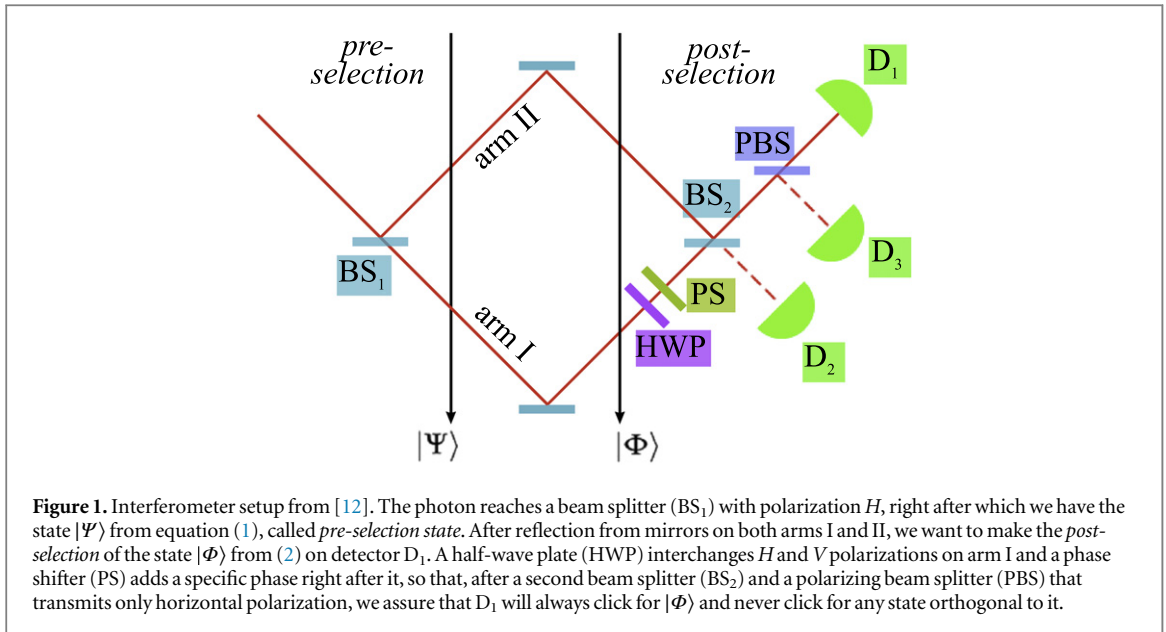 pre-
selection
post-
selection
D₁
PBS
arm II
BS₂
BS₁
D₃
PS
arm I
HWP
D₂
|Ψ⟩
|Φ⟩
Figure 1. Interferometer setup from [12]. The photon reaches a beam splitter (BS₁) with polarization H, right after which we have the
state |Ψ⟩ from equation (1), called pre-selection state. After reflection from mirrors on both arms I and II, we want to make the post-
selection of the state |Φ⟩ from (2) on detector D₁. A half-wave plate (HWP) interchanges H and V polarizations on arm I and a phase
shifter (PS) adds a specific phase right after it, so that, after a second beam splitter (BS₂) and a polarizing beam splitter (PBS) that
transmits only horizontal polarization, we assure that D₁ will always click for |Φ⟩ and never click for any state orthogonal to it.